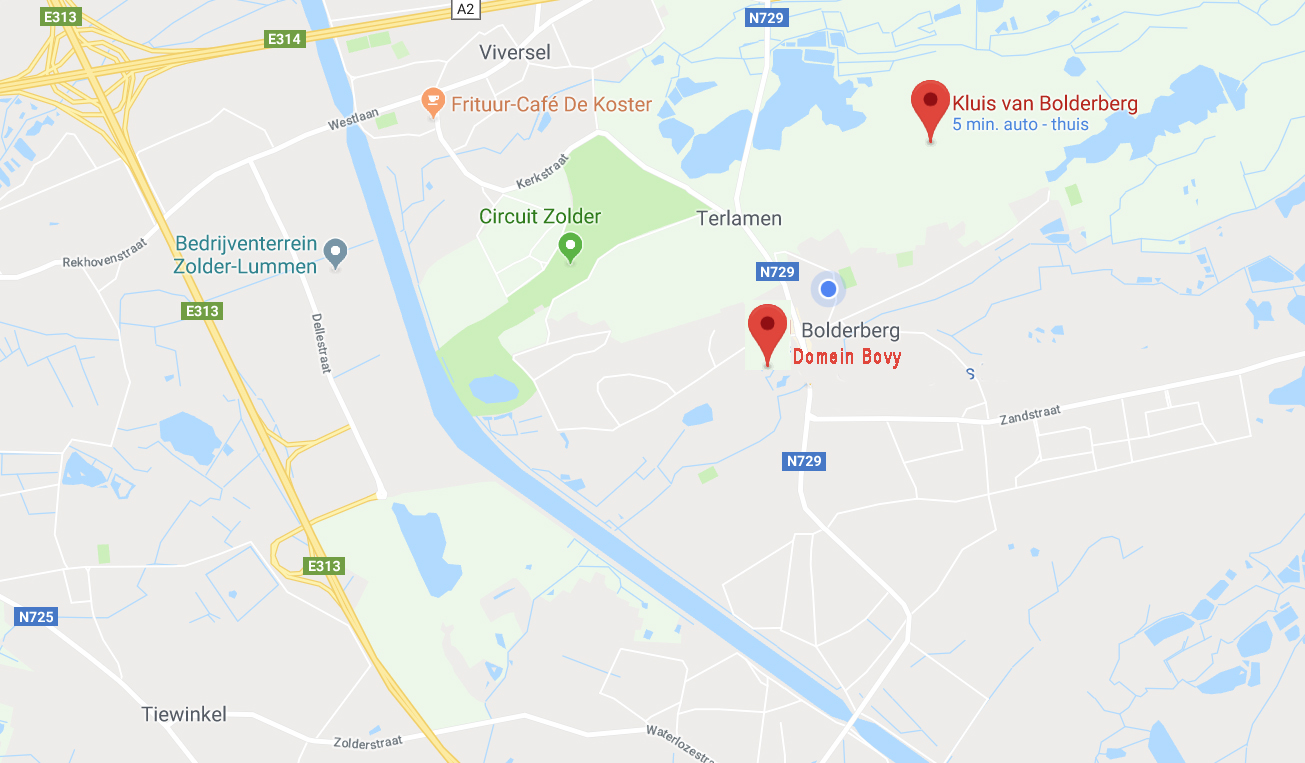 E313
A2
N729
E314
Viversel
Kluis van Bolderberg
5 min. auto - thuis
Frituur-Café De Koster
Westlaan
Kerkstraat
Circuit Zolder
Terlamen
Bedrijventerrein
Zolder-Lummen
Rekhovenstraat
N729
E313
Dellestraat
Bolderberg
Domein Bovy
S
Zandstraat
N729
E313
N725
Tiewinkel
Zolderstraat
Waterlozestra